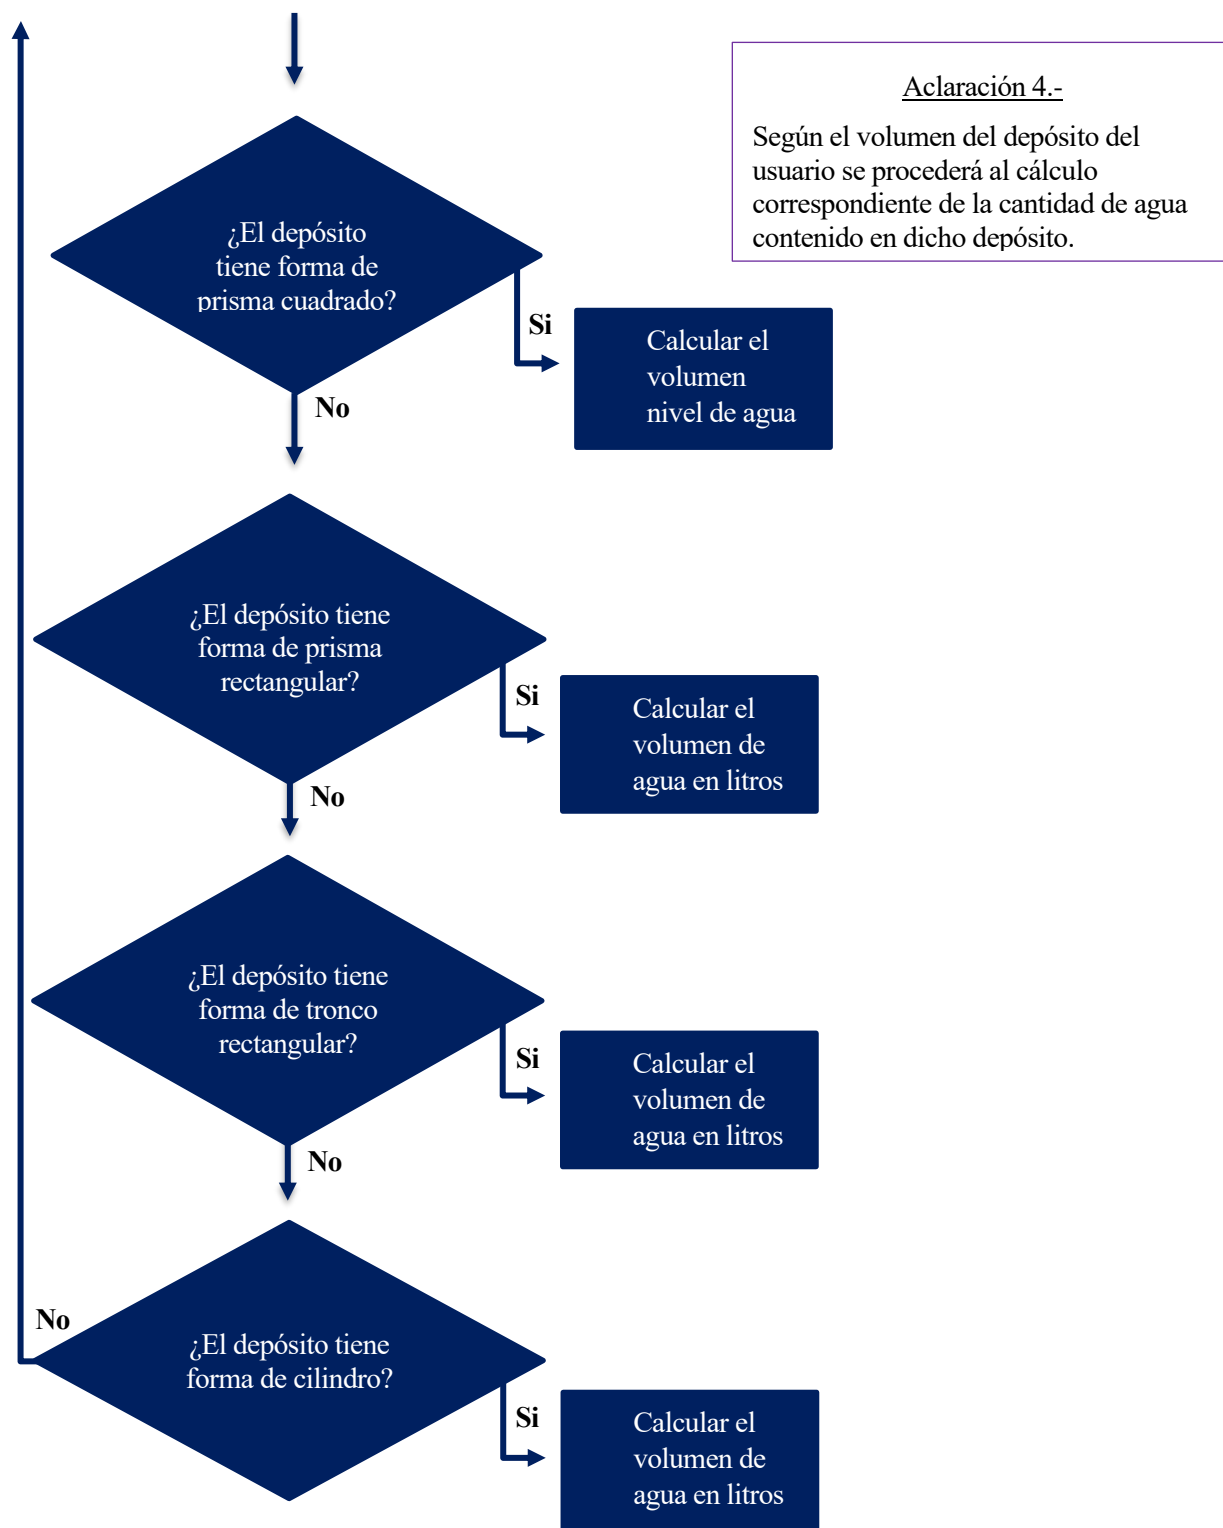 Aclaración 4.-
Según el volumen del depósito del
usuario se procederá al cálculo
correspondiente de la cantidad de agua
contenido en dicho depósito.
¿El depósito
tiene forma de
prisma cuadrado?
Si
Calcular el
volumen
nivel de agua
No
¿El depósito tiene
forma de prisma
rectangular?
Si
Calcular el
volumen de
agua en litros
No
¿El depósito tiene
forma de tronco
rectangular?
Si
Calcular el
volumen de
agua en litros
No
No
¿El depósito tiene
forma de cilindro?
Si
Calcular el
volumen de
agua en litros